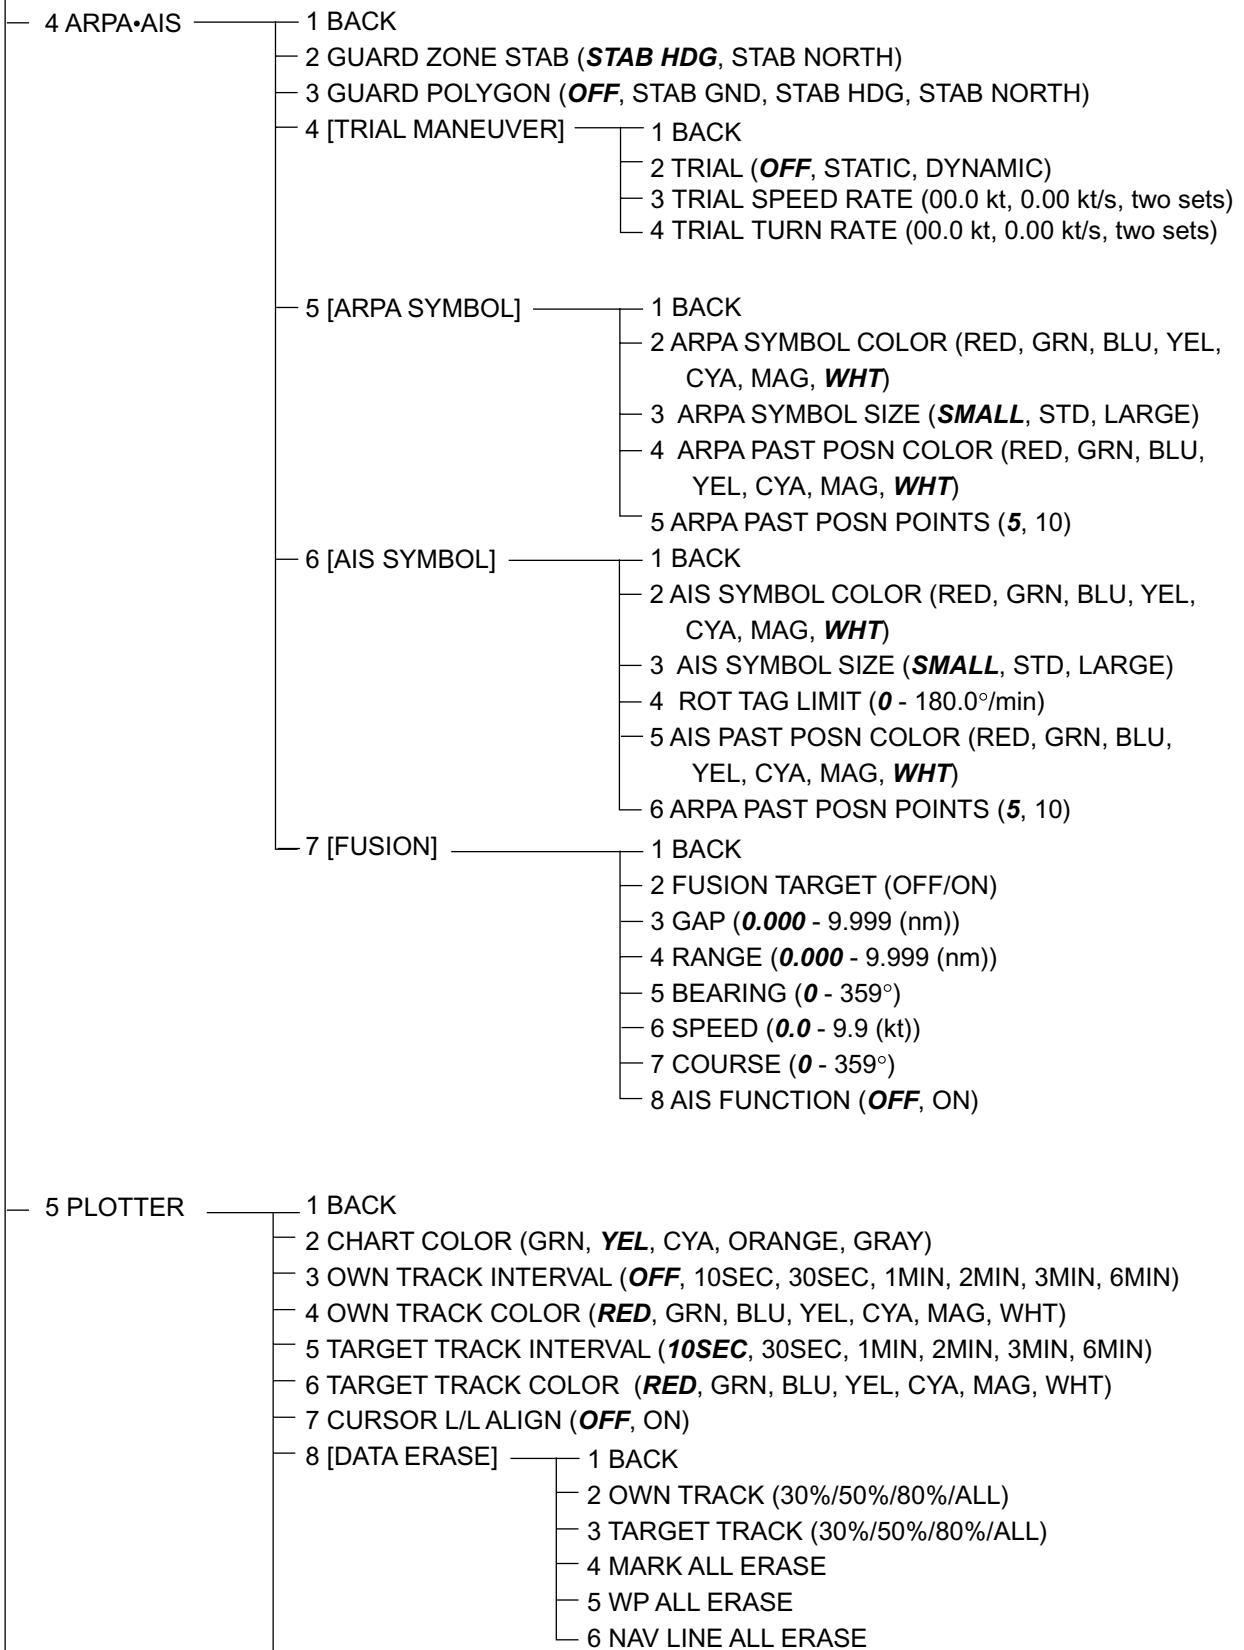 4 ARPA•AIS
1 BACK
2 GUARD ZONE STAB (STAB HDG, STAB NORTH)
3 GUARD POLYGON (OFF, STAB GND, STAB HDG, STAB NORTH)
4 [TRIAL MANEUVER]
1 BACK
2 TRIAL (OFF, STATIC, DYNAMIC)
3 TRIAL SPEED RATE (00.0 kt, 0.00 kt/s, two sets)
4 TRIAL TURN RATE (00.0 kt, 0.00 kt/s, two sets)
5 [ARPA SYMBOL]
1 BACK
2 ARPA SYMBOL COLOR (RED, GRN, BLU, YEL,
CYA, MAG, WHT)
3 ARPA SYMBOL SIZE (SMALL, STD, LARGE)
4 ARPA PAST POSN COLOR (RED, GRN, BLU,
YEL, CYA, MAG, WHT)
5 ARPA PAST POSN POINTS (5, 10)
6 [AIS SYMBOL]
1 BACK
2 AIS SYMBOL COLOR (RED, GRN, BLU, YEL,
CYA, MAG, WHT)
3 AIS SYMBOL SIZE (SMALL, STD, LARGE)
4 ROT TAG LIMIT (0 - 180.0°/min)
5 AIS PAST POSN COLOR (RED, GRN, BLU,
YEL, CYA, MAG, WHT)
6 ARPA PAST POSN POINTS (5, 10)
7 [FUSION]
1 BACK
2 FUSION TARGET (OFF/ON)
3 GAP (0.000 - 9.999 (nm))
4 RANGE (0.000 - 9.999 (nm))
5 BEARING (0 - 359°)
6 SPEED (0.0 - 9.9 (kt))
7 COURSE (0 - 359°)
8 AIS FUNCTION (OFF, ON)
5 PLOTTER
1 BACK
2 CHART COLOR (GRN, YEL, CYA, ORANGE, GRAY)
3 OWN TRACK INTERVAL (OFF, 10SEC, 30SEC, 1MIN, 2MIN, 3MIN, 6MIN)
4 OWN TRACK COLOR (RED, GRN, BLU, YEL, CYA, MAG, WHT)
5 TARGET TRACK INTERVAL (10SEC, 30SEC, 1MIN, 2MIN, 3MIN, 6MIN)
6 TARGET TRACK COLOR (RED, GRN, BLU, YEL, CYA, MAG, WHT)
7 CURSOR L/L ALIGN (OFF, ON)
8 [DATA ERASE]
1 BACK
2 OWN TRACK (30%/50%/80%/ALL)
3 TARGET TRACK (30%/50%/80%/ALL)
4 MARK ALL ERASE
5 WP ALL ERASE
6 NAV LINE ALL ERASE